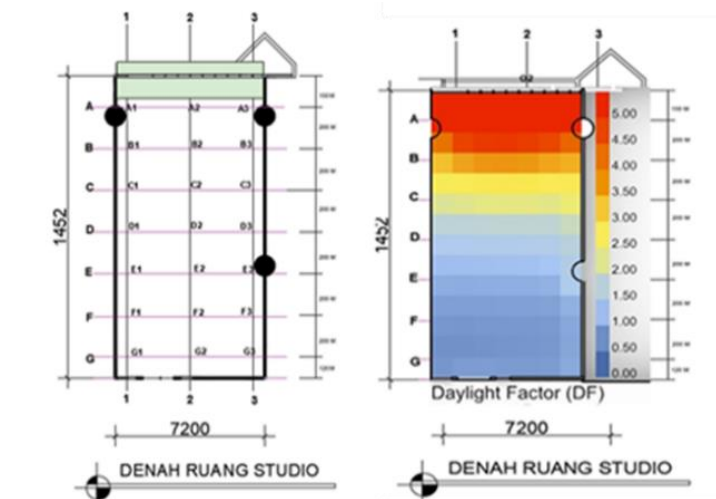 1 2 3
A A1 A2 A3
B B1 B2 B3
C C1 C2 C3
D D1 D2 D3
E E1 E2 E3
F F1 F2 F3
G G1 G2 G3
1452
1 2 3
7200
DENAH RUANG STUDIO
1 2 3
G2
A
B
C
D
E
F
G
1452
5.00
4.50
4.00
3.50
3.00
2.50
2.00
1.50
1.00
0.50
0.00
Daylight Factor (DF)
7200
DENAH RUANG STUDIO